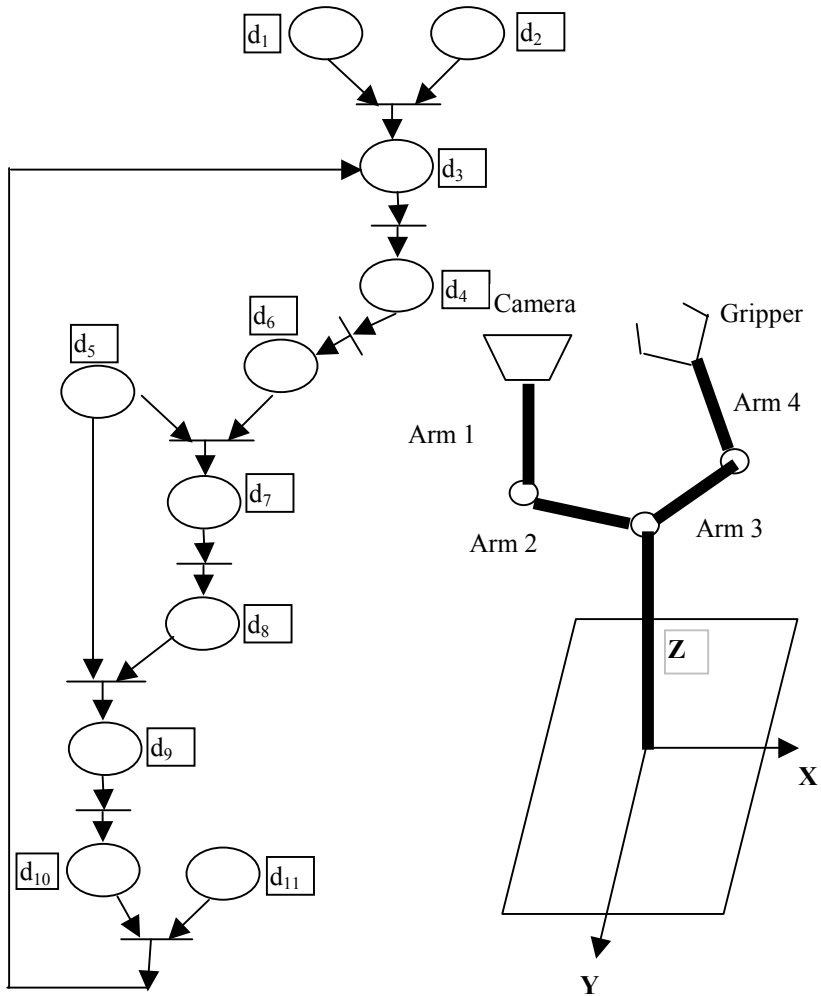 d₁
d₂
d₃
d₄
Camera
Gripper
d₆
d₅
Arm 4
Arm 1
d₇
Arm 3
Arm 2
d₈
Z
d₉
X
d₁₀
d₁₁
Y